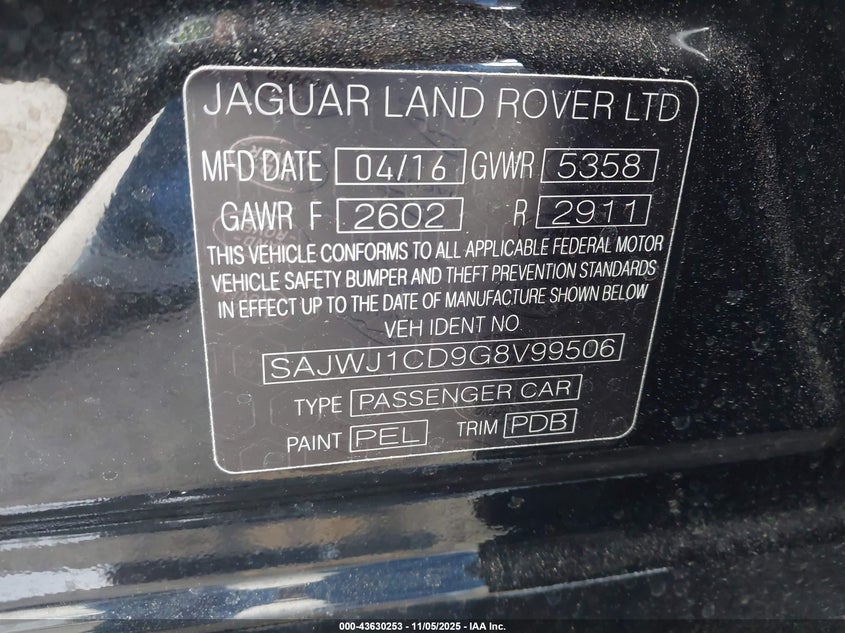 JAGUAR LAND ROVER LTD
MFD DATE 04/16 GVWR 5358
GAWR F 2602 R 2911
THIS VEHICLE CONFORMS TO ALL APPLICABLE FEDERAL MOTOR
VEHICLE SAFETY BUMPER AND THEFT PREVENTION STANDARDS
IN EFFECT UP TO THE DATE OF MANUFACTURE SHOWN BELOW
VEH IDENT NO.
SAJWJ1CD9G8V99506
TYPE PASSENGER CAR
PAINT PEL TRIM PDB
000-43630253 - 11/05/2025 - IAA Inc.